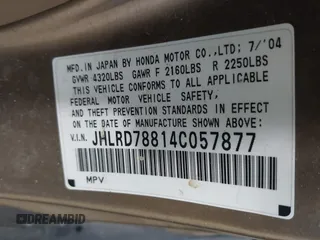 MFD. IN JAPAN BY HONDA MOTOR CO.,LTD: 7/'04
GVWR 4320LBS GAWR F 2160LBS R 2250LBS
THIS VEHICLE CONFORMS TO ALL APPLICABLE
FEDERAL MOTOR VEHICLE SAFETY, BUMPER,
AND THEFT PREVENTION STANDARDS IN EFFECT
ON THE DATE OF MANUFACTURE SHOWN ABOVE.
V.I.N. JHLRD78814C057877
MPV
DREAMBID